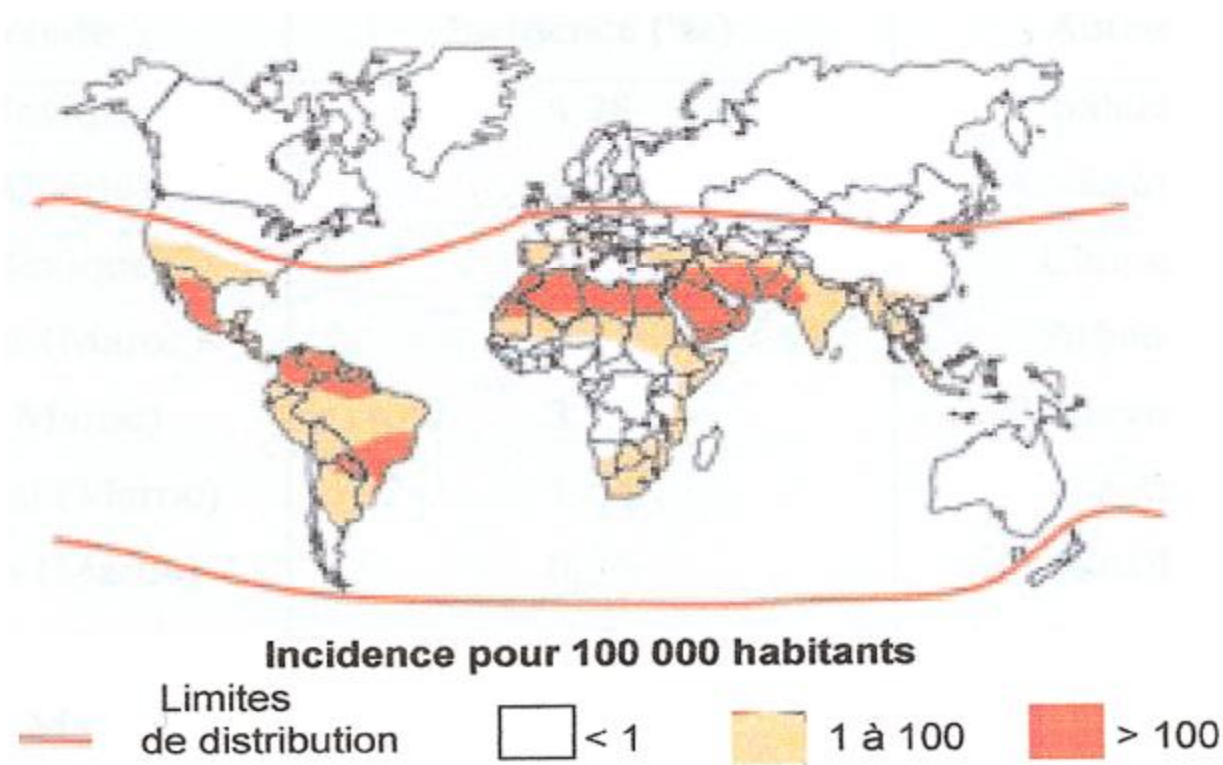 Incidence pour 100 000 habitants
Limites
de distribution
< 1
1 à 100
> 100